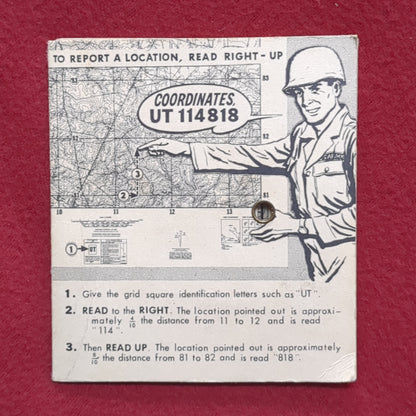 TO REPORT A LOCATION, READ RIGHT-UP
COORDINATES,
UT 114818
83
83
82
81
3
2
10
11
12
13
1
UT
1. Give the grid square identification letters such as "UT".
2. READ to the RIGHT. The location pointed out is approxi-
mately 4/10 the distance from 11 to 12 and is read
"114".
3. Then READ UP. The location pointed out is approximately
8/10 the distance from 81 to 82 and is read "818".